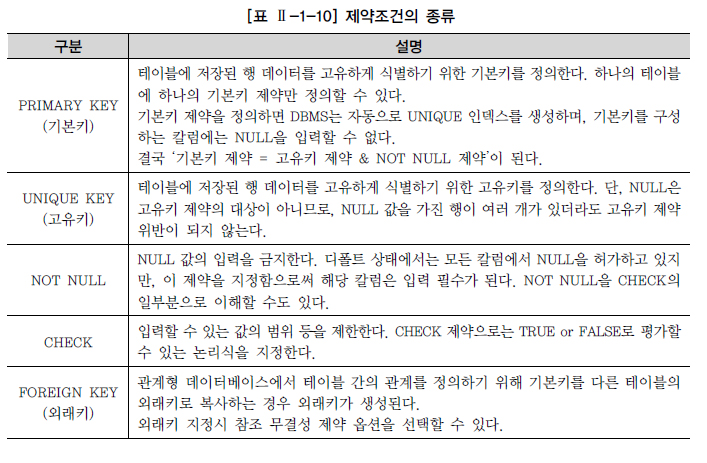 [표 Ⅱ-1-10] 제약조건의 종류
구분 설명
PRIMARY KEY
(기본키)
테이블에 저장된 행 데이터를 고유하게 식별하기 위한 기본키를 정의한다. 하나의 테이블
에 하나의 기본키 제약만 정의할 수 있다.
기본키 제약을 정의하면 DBMS는 자동으로 UNIQUE 인덱스를 생성하며, 기본키를 구성
하는 칼럼에는 NULL을 입력할 수 없다.
결국 ‘기본키 제약 = 고유키 제약 & NOT NULL 제약’이 된다.
UNIQUE KEY
(고유키)
테이블에 저장된 행 데이터를 고유하게 식별하기 위한 고유키를 정의한다. 단, NULL은
고유키 제약의 대상이 아니므로, NULL 값을 가진 행이 여러 개가 있더라도 고유키 제약
위반이 되지 않는다.
NOT NULL
NULL 값의 입력을 금지한다. 디폴트 상태에서는 모든 칼럼에서 NULL을 허가하고 있지
만, 이 제약을 지정함으로써 해당 칼럼은 입력 필수가 된다. NOT NULL을 CHECK의
일부분으로 이해할 수도 있다.
CHECK
입력할 수 있는 값의 범위 등을 제한한다. CHECK 제약으로는 TRUE or FALSE로 평가할
수 있는 논리식을 지정한다.
FOREIGN KEY
(외래키)
관계형 데이터베이스에서 테이블 간의 관계를 정의하기 위해 기본키를 다른 테이블의
외래키로 복사하는 경우 외래키가 생성된다.
외래키 지정시 참조 무결성 제약 옵션을 선택할 수 있다.